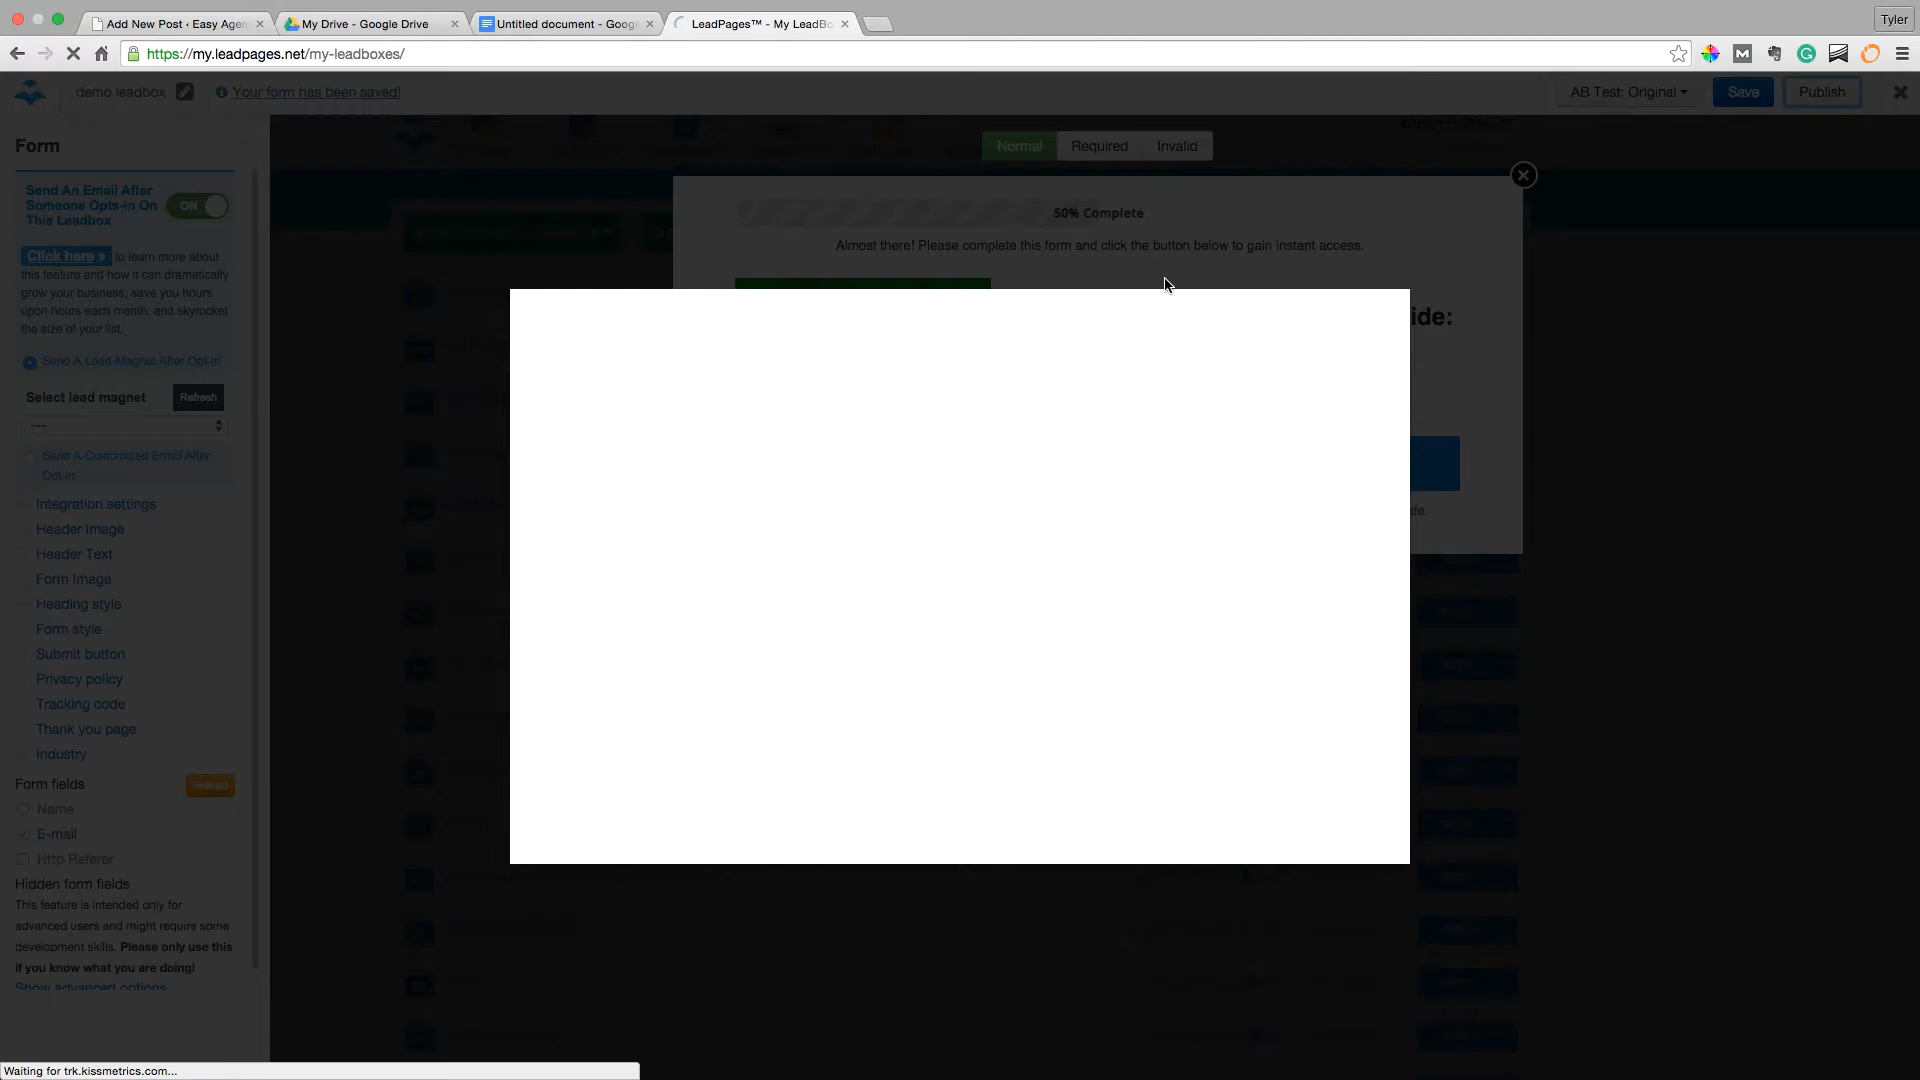 Add New Post ‹ Easy Agen
My Drive - Google Drive
Untitled document - Googl
LeadPages™ - My LeadBo
Tyler
https://my.leadpages.net/my-leadboxes/
demo leadbox
Your form has been saved!
AB Test: Original
Save
Publish
Form
Normal
Required
Invalid
Send An Email After
Someone Opts-in On
This Leadbox
ON
50% Complete
Almost there! Please complete this form and click the button below to gain instant access.
Click here » to learn more about
this feature and how it can dramatically
grow your business, save you hours
upon hours each month, and skyrocket
the size of your list.
ide:
Send A Lead-Magnet After Opt-In
Select lead magnet
Refresh
---
Send A Customized Email After
Opt-In
Integration settings
Header Image
Header Text
Form Image
Heading style
Form style
Submit button
Privacy policy
Tracking code
Thank you page
Industry
Form fields
Reload
Name
E-mail
Http Referer
Hidden form fields
This feature is intended only for
advanced users and might require some
development skills. Please only use this
if you know what you are doing!
Show advanced options
Waiting for trk.kissmetrics.com...